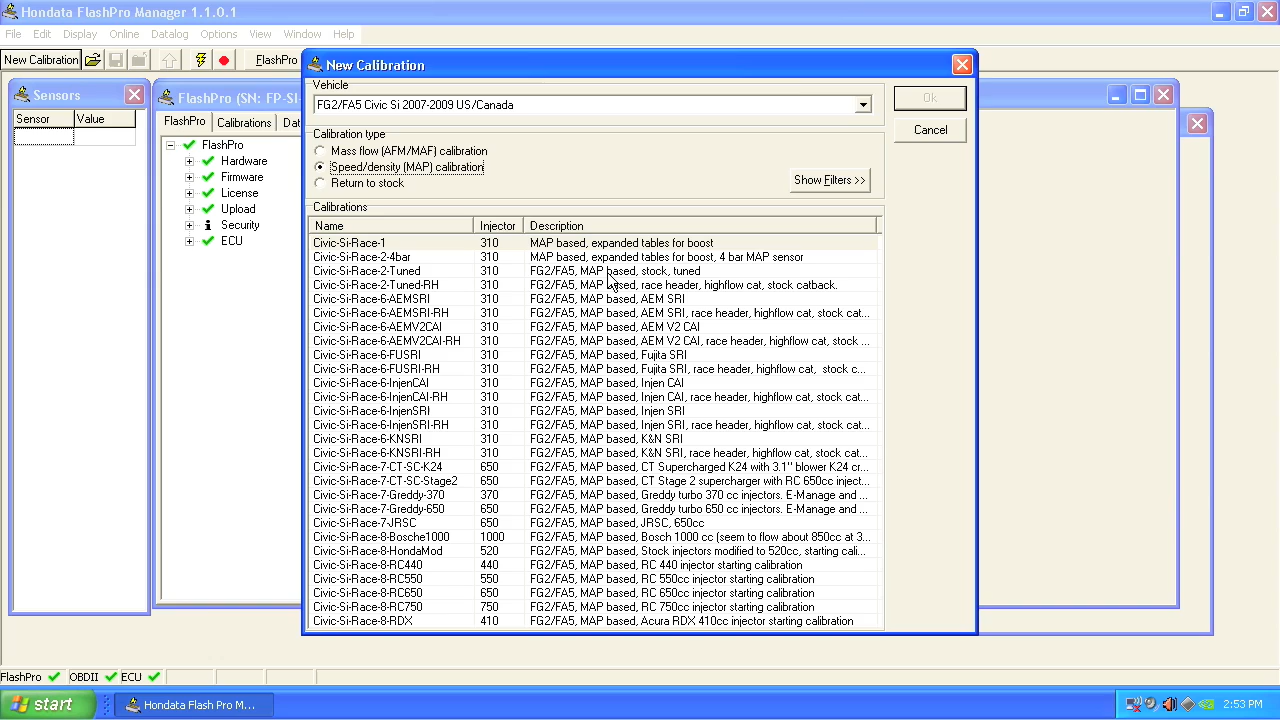 Hondata FlashPro Manager 1.1.0.1
File Edit Display Online Datalog Options View Window Help
New Calibration FlashPro
Sensors
Sensor Value
FlashPro (SN: FP-SI-
FlashPro Calibrations Dat
FlashPro
Hardware
Firmware
License
Upload
Security
ECU
New Calibration
Vehicle
FG2/FA5 Civic Si 2007-2009 US/Canada
Ok
Cancel
Calibration type
Mass flow (AFM/MAF) calibration
Speed/density (MAP) calibration
Return to stock
Show Filters >>
Calibrations
Name Injector Description
Civic-Si-Race-1 310 MAP based, expanded tables for boost
Civic-Si-Race-2-4bar 310 MAP based, expanded tables for boost, 4 bar MAP sensor
Civic-Si-Race-2-Tuned 310 FG2/FA5, MAP based, stock, tuned
Civic-Si-Race-2-Tuned-RH 310 FG2/FA5, MAP based, race header, highflow cat, stock catback.
Civic-Si-Race-6-AEMSRI 310 FG2/FA5, MAP based, AEM SRI
Civic-Si-Race-6-AEMSRI-RH 310 FG2/FA5, MAP based, AEM SRI, race header, highflow cat, stock cat...
Civic-Si-Race-6-AEMV2CAI 310 FG2/FA5, MAP based, AEM V2 CAI
Civic-Si-Race-6-AEMV2CAI-RH 310 FG2/FA5, MAP based, AEM V2 CAI, race header, highflow cat, stock ...
Civic-Si-Race-6-FUSRI 310 FG2/FA5, MAP based, Fujita SRI
Civic-Si-Race-6-FUSRI-RH 310 FG2/FA5, MAP based, Fujita SRI, race header, highflow cat,  stock c...
Civic-Si-Race-6-InjenCAI 310 FG2/FA5, MAP based, Injen CAI
Civic-Si-Race-6-InjenCAI-RH 310 FG2/FA5, MAP based, Injen CAI, race header, highflow cat, stock cat...
Civic-Si-Race-6-InjenSRI 310 FG2/FA5, MAP based, Injen SRI
Civic-Si-Race-6-InjenSRI-RH 310 FG2/FA5, MAP based, Injen SRI, race header, highflow cat, stock cat...
Civic-Si-Race-6-KNSRI 310 FG2/FA5, MAP based, K&N SRI
Civic-Si-Race-6-KNSRI-RH 310 FG2/FA5, MAP based, K&N SRI, race header, highflow cat, stock cat...
Civic-Si-Race-7-CT-SC-K24 650 FG2/FA5, MAP based, CT Supercharged K24 with 3.1" blower K24 cr...
Civic-Si-Race-7-CT-SC-Stage2 650 FG2/FA5, MAP based, CT Stage 2 supercharger with RC 650cc inject...
Civic-Si-Race-7-Greddy-370 370 FG2/FA5, MAP based, Greddy turbo 370 cc injectors. E-Manage and ...
Civic-Si-Race-7-Greddy-650 650 FG2/FA5, MAP based, Greddy turbo 650 cc injectors. E-Manage and ...
Civic-Si-Race-7-JRSC 650 FG2/FA5, MAP based, JRSC, 650cc
Civic-Si-Race-8-Bosche1000 1000 FG2/FA5, MAP based, Bosch 1000 cc (seem to flow about 850cc at 3...
Civic-Si-Race-8-HondaMod 520 FG2/FA5, MAP based, Stock injectors modified to 520cc, starting cali...
Civic-Si-Race-8-RC440 440 FG2/FA5, MAP based, RC 440 injector starting calibration
Civic-Si-Race-8-RC550 550 FG2/FA5, MAP based, RC 550cc injector starting calibration
Civic-Si-Race-8-RC650 650 FG2/FA5, MAP based, RC 650cc injector starting calibration
Civic-Si-Race-8-RC750 750 FG2/FA5, MAP based, RC 750cc injector starting calibration
Civic-Si-Race-8-RDX 410 FG2/FA5, MAP based, Acura RDX 410cc injector starting calibration
FlashPro OBDII ECU
start Hondata Flash Pro M... 2:53 PM